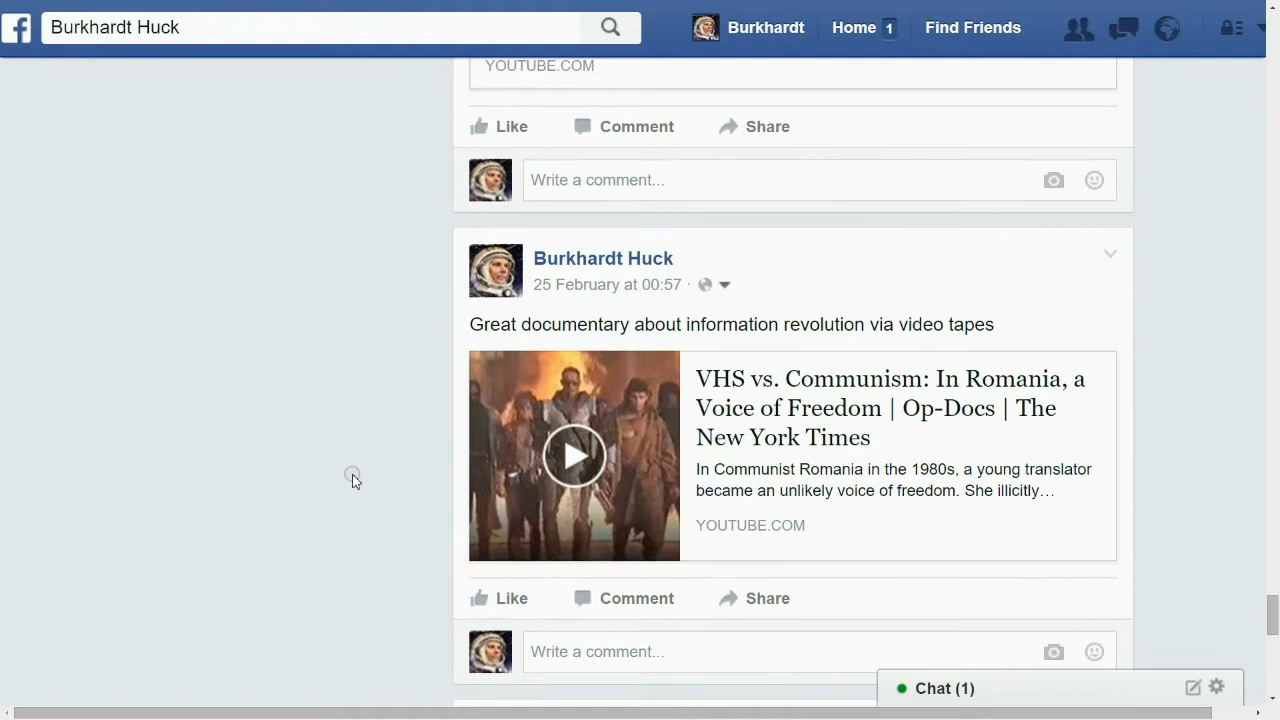 f Burkhardt Huck Burkhardt Home 1 Find Friends
YOUTUBE.COM
Like Comment Share
Write a comment...
Burkhardt Huck
25 February at 00:57 ·
Great documentary about information revolution via video tapes
VHS vs. Communism: In Romania, a
Voice of Freedom | Op-Docs | The
New York Times
In Communist Romania in the 1980s, a young translator
became an unlikely voice of freedom. She illicitly…
YOUTUBE.COM
Like Comment Share
Write a comment...
Chat (1)